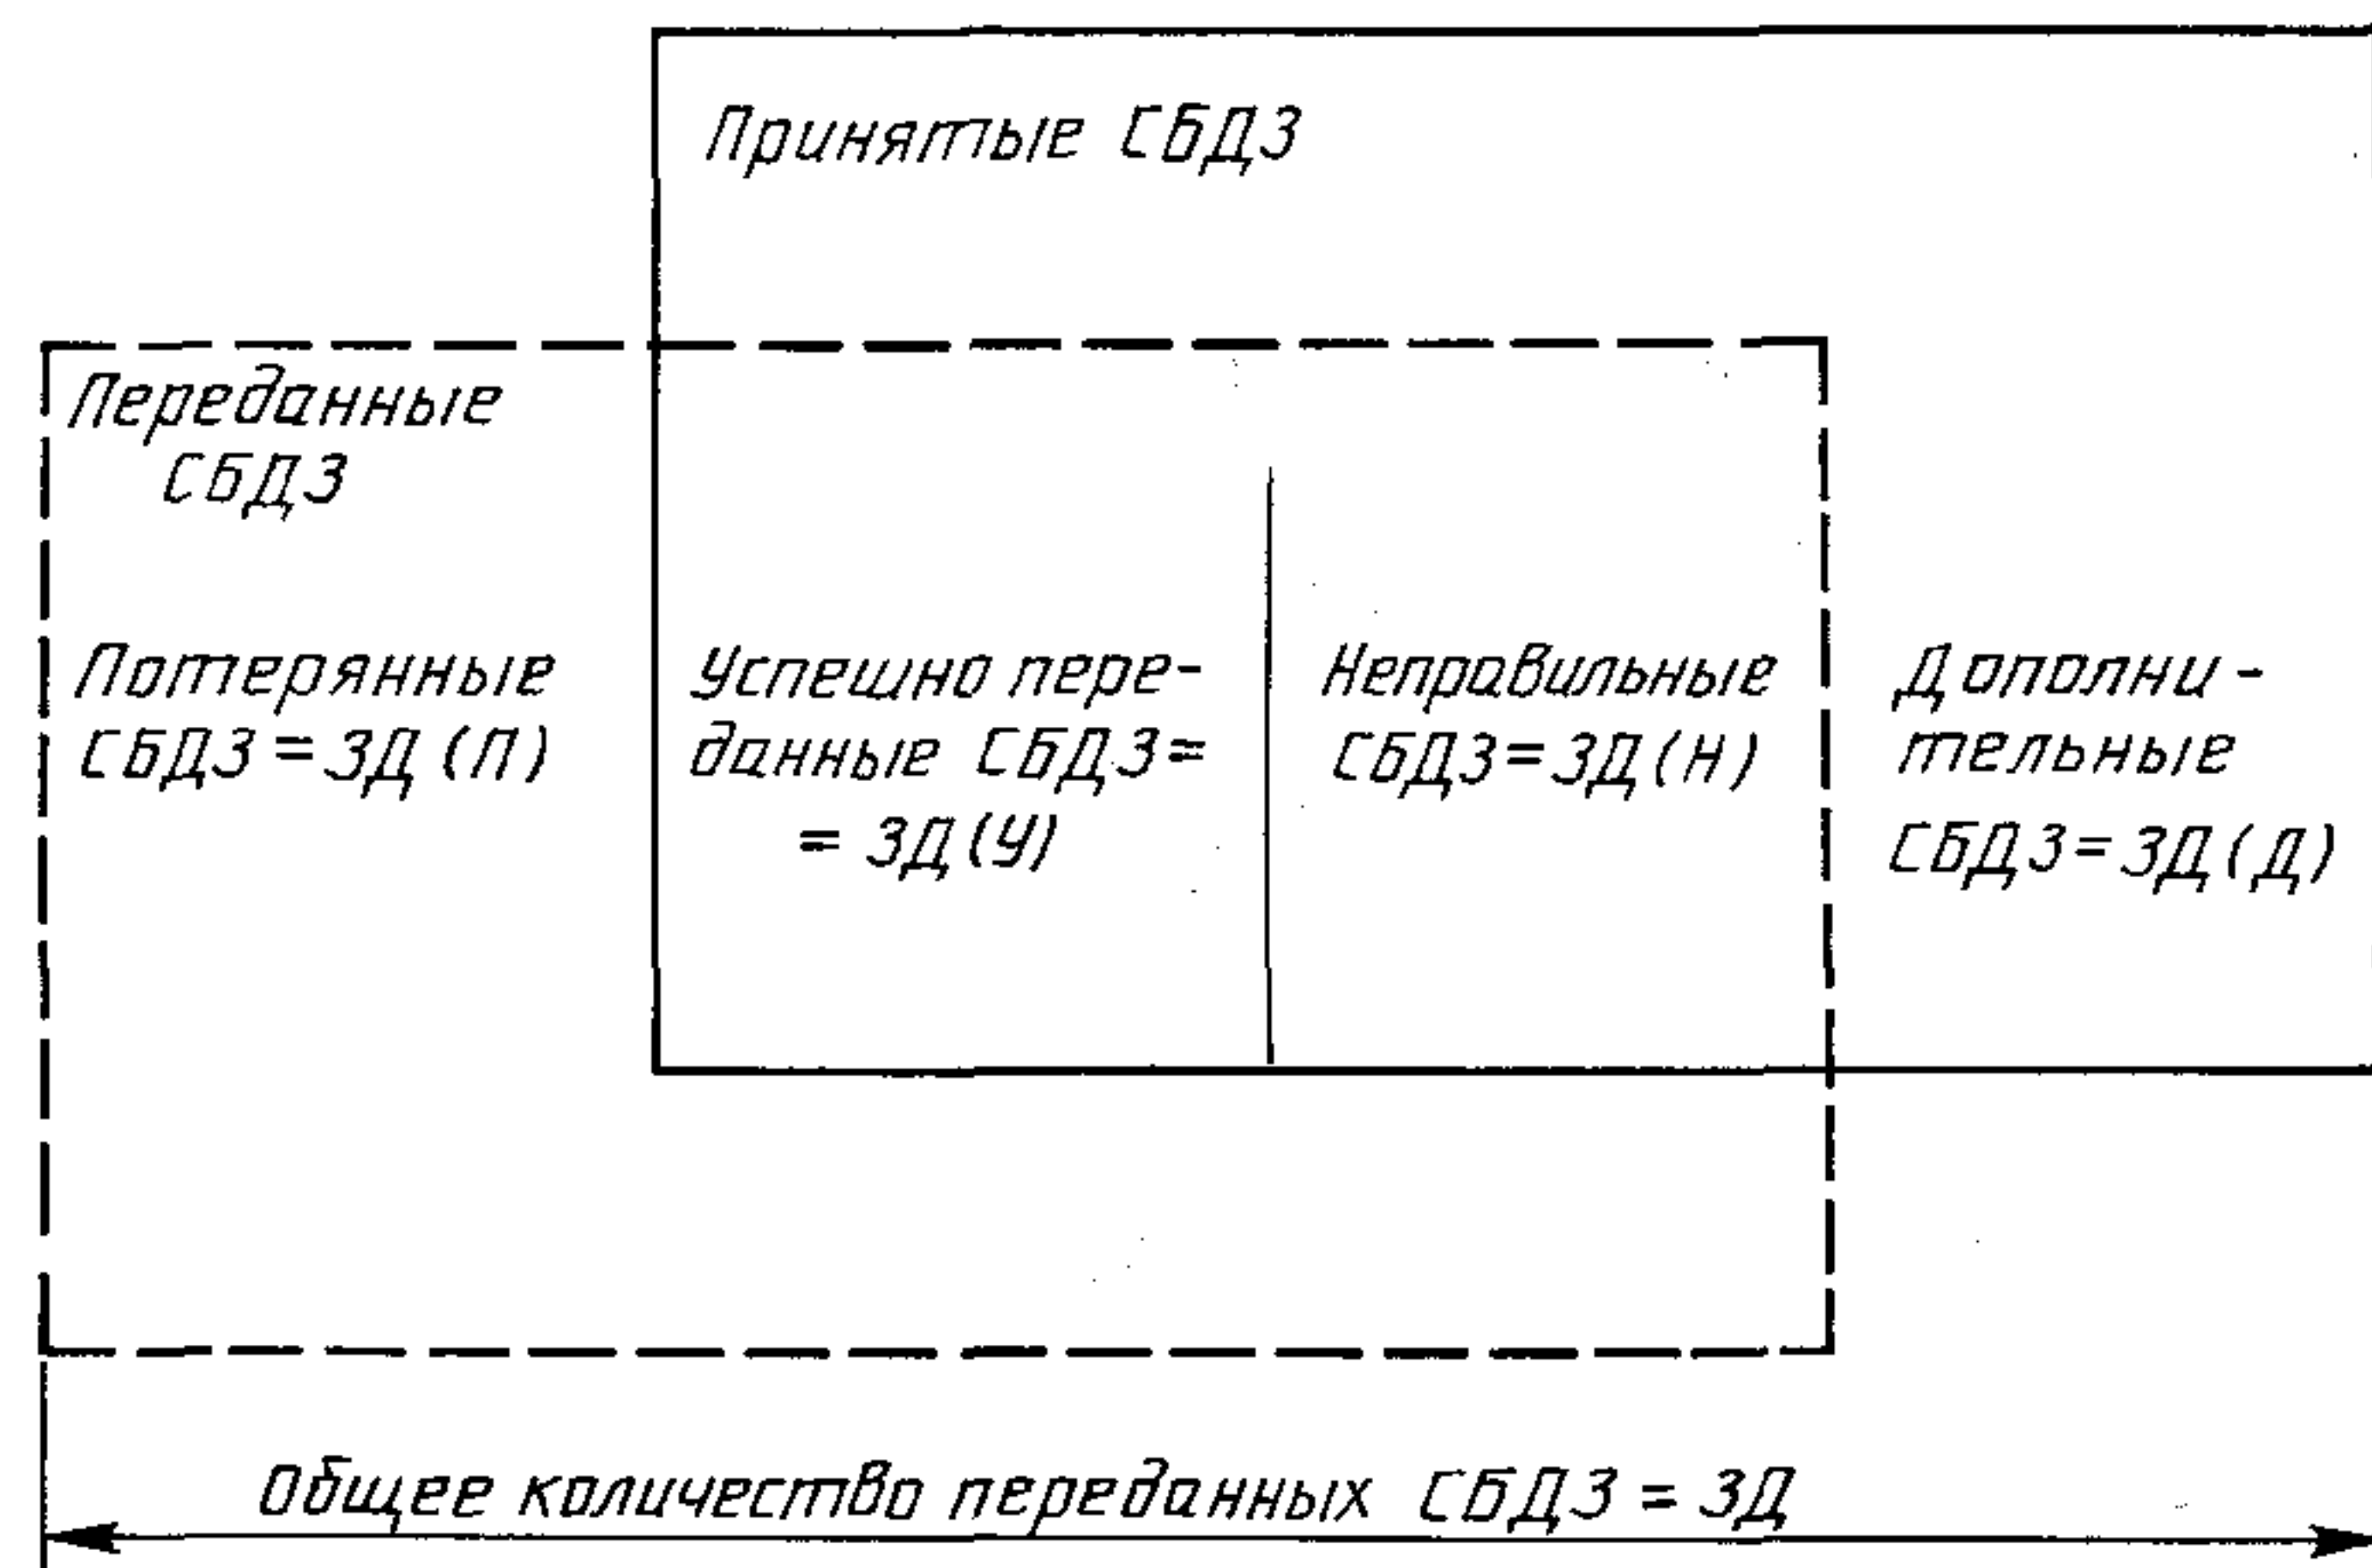 Принятые СБДЗ
Переданные
СБДЗ
Потерянные
СБДЗ=ЗД(П)
Успешно пере-
данные СБДЗ=
=ЗД(У)
Неправильные
СБДЗ=ЗД(Н)
Дополни-
тельные
СБДЗ=ЗД(Д)
Общее количество переданных СБДЗ=ЗД